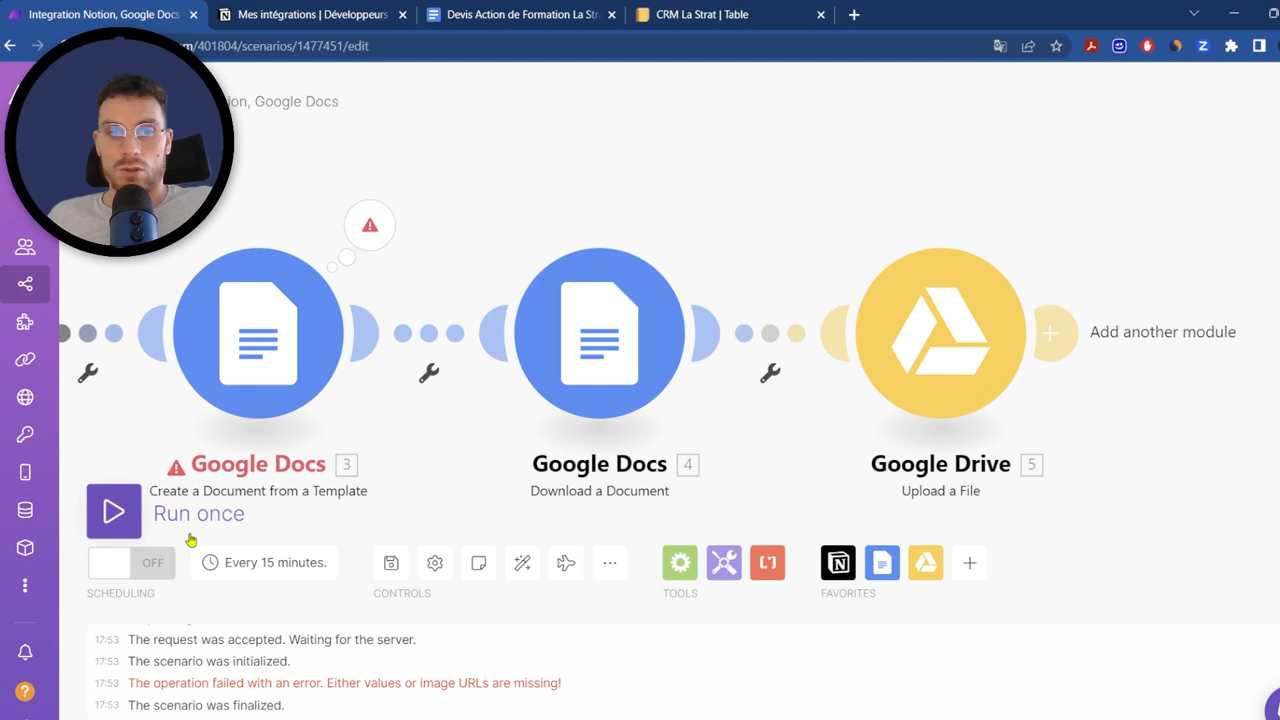 Integration Notion, Google Docs
Mes intégrations | Développeurs
Devis Action de Formation La Str
CRM La Strat | Table
/401804/scenarios/1477451/edit
ion, Google Docs
Add another module
Google Docs 3
Create a Document from a Template
Google Docs 4
Download a Document
Google Drive 5
Upload a File
Run once
OFF
Every 15 minutes.
SCHEDULING
CONTROLS
TOOLS
FAVORITES
17:53 The request was accepted. Waiting for the server.
17:53 The scenario was initialized.
17:53 The operation failed with an error. Either values or image URLs are missing!
17:53 The scenario was finalized.